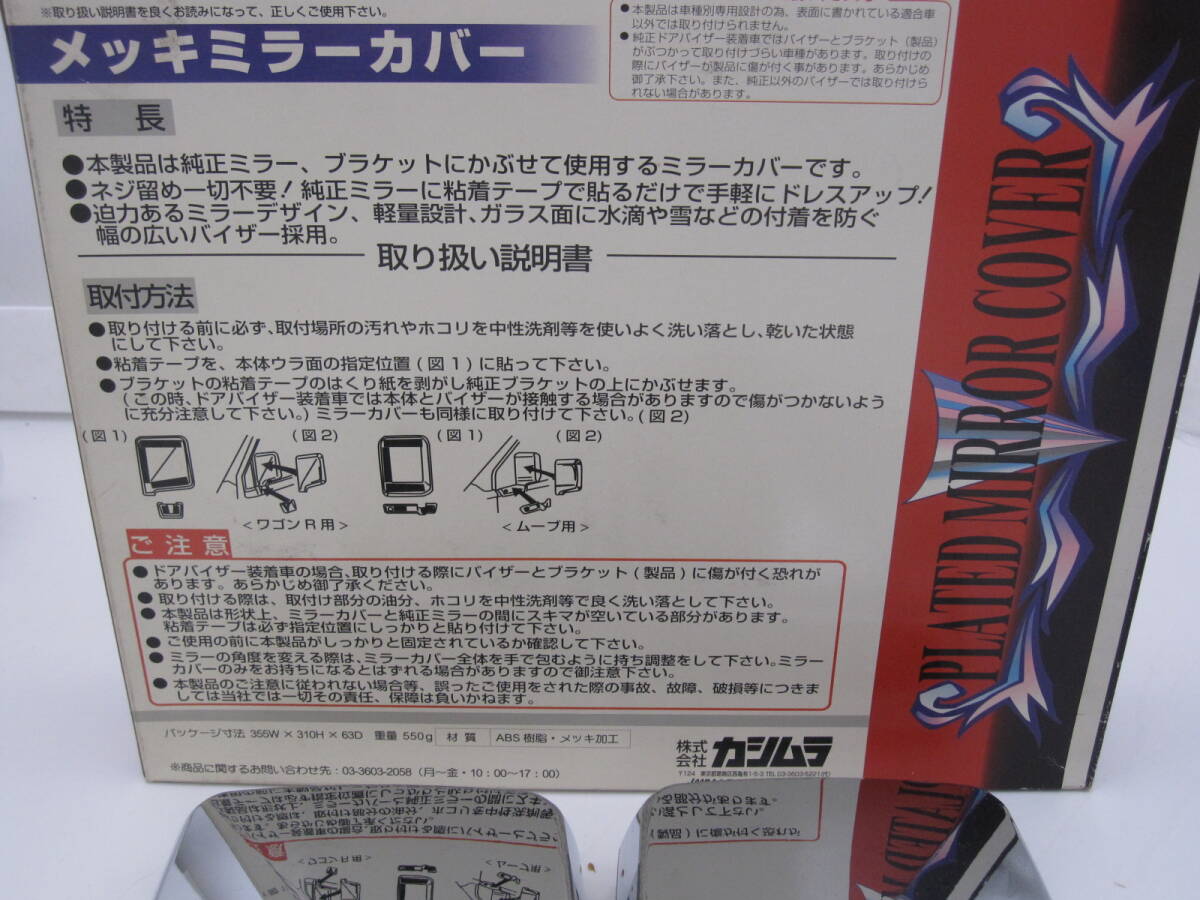 ※取り扱い説明書を良くお読みになって、正しくご使用下さい。
メッキミラーカバー
●本製品は車種別専用設計の為、表面に書かれている適合車
以外では取り付けられません。
●純正ドアバイザー装着車ではバイザーとブラケット（製品）
がぶつかって取り付けづらい車種があります。取り付けの
際にバイザーが製品に傷が付く事があります。あらかじめ
御了承下さい。また、純正以外のバイザーでは取り付けら
れない場合があります。
特 長
●本製品は純正ミラー、ブラケットにかぶせて使用するミラーカバーです。
●ネジ留め一切不要！純正ミラーに粘着テープで貼るだけで手軽にドレスアップ！
●迫力あるミラーデザイン、軽量設計、ガラス面に水滴や雪などの付着を防ぐ
幅の広いバイザー採用。
取り扱い説明書
取付方法
●取り付ける前に必ず、取付場所の汚れやホコリを中性洗剤等を使いよく洗い落とし、乾いた状態
にして下さい。
●粘着テープを、本体ウラ面の指定位置(図1)に貼って下さい。
●ブラケットの粘着テープのはくり紙を剥がし純正ブラケットの上にかぶせます。
(この時、ドアバイザー装着車では本体とバイザーが接触する場合がありますので傷がつかないよう
に充分注意して下さい。)ミラーカバーも同様に取り付けて下さい。(図2)
(図1) (図2) (図1) (図2)
<ワゴンR用> <ムーブ用>
ご注意
●ドアバイザー装着車の場合、取り付ける際にバイザーとブラケット(製品)に傷が付く恐れが
あります。あらかじめ御了承ください。
●取り付ける際は、取付け部分の油分、ホコリを中性洗剤等で良く洗い落として下さい。
●本製品は形状上、ミラーカバーと純正ミラーの間にスキマが空いている部分があります。
粘着テープは必ず指定位置にしっかりと貼り付けて下さい。
●ご使用の前に本製品がしっかりと固定されているか確認して下さい。
●ミラーの角度を変える際は、ミラーカバー全体を手で包むように持ち調整をして下さい。ミラー
カバーのみをお持ちになるとはずれる場合がありますので御注意下さい。
●本製品のご注意に従われない場合等、誤ったご使用をされた際の事故、故障、破損等につきま
しては当社では一切その責任、保障は負いかねます。
パッケージ寸法 355W×310H×63D 重量 550g 材質 ABS樹脂・メッキ加工
※商品に関するお問い合わせ先：03-3603-2058（月〜金・10：00〜17：00）
株式会社 カシムラ
〒124 東京都葛飾区西亀有1-6-3 TEL 03-3603-5221(代)
PLATED MIRROR COVER